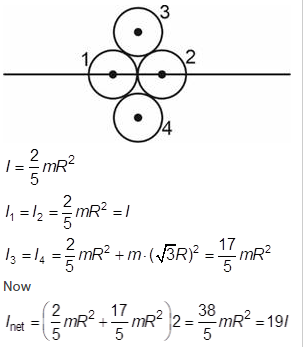 3
1 2
4
I = 2/5 mR²
I₁ = I₂ = 2/5 mR² = I
I₃ = I₄ = 2/5 mR² + m·(√3R)² = 17/5 mR²
Now
I_net = (2/5 mR² + 17/5 mR²)2 = 38/5 mR² = 19I